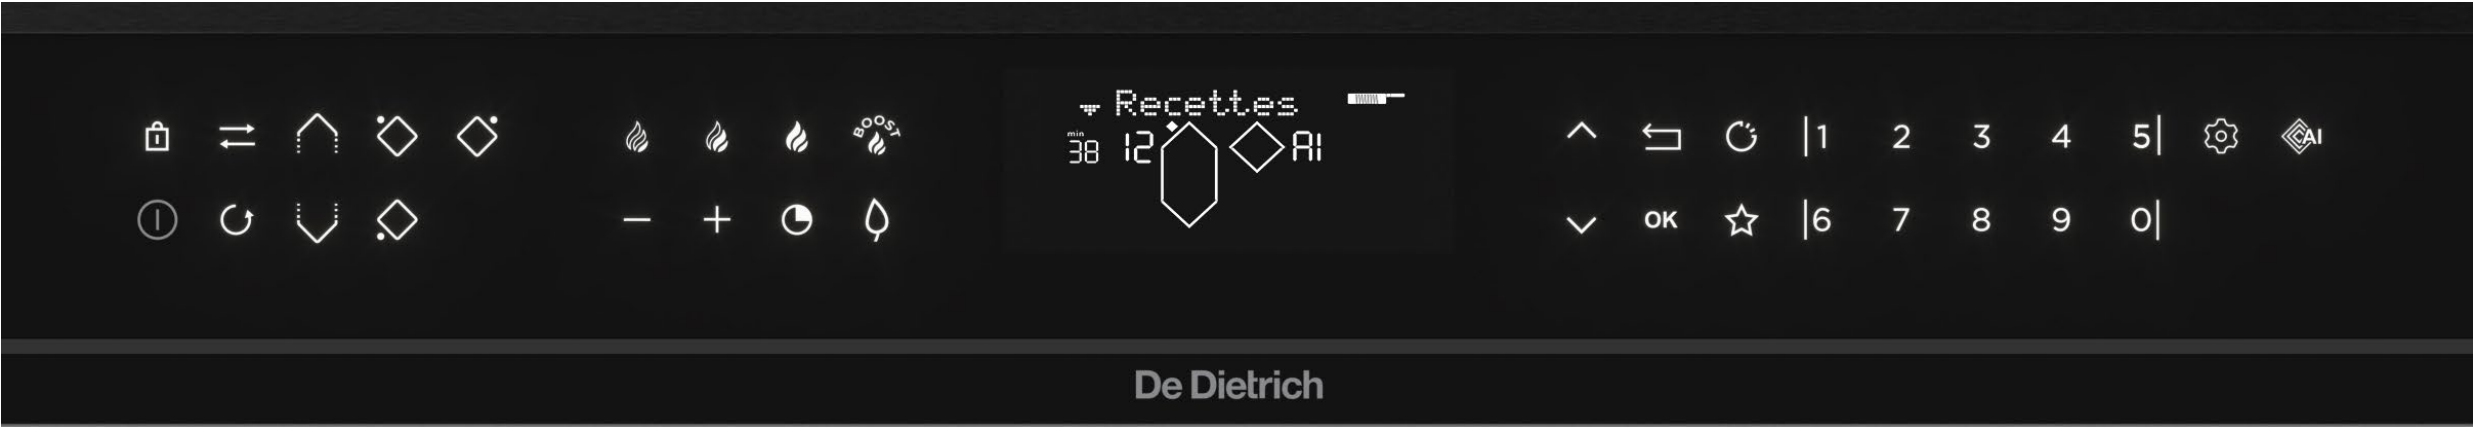 BOOST
Recettes
min
38 12 AI
1 2 3 4 5 AI
OK 6 7 8 9 0
De Dietrich